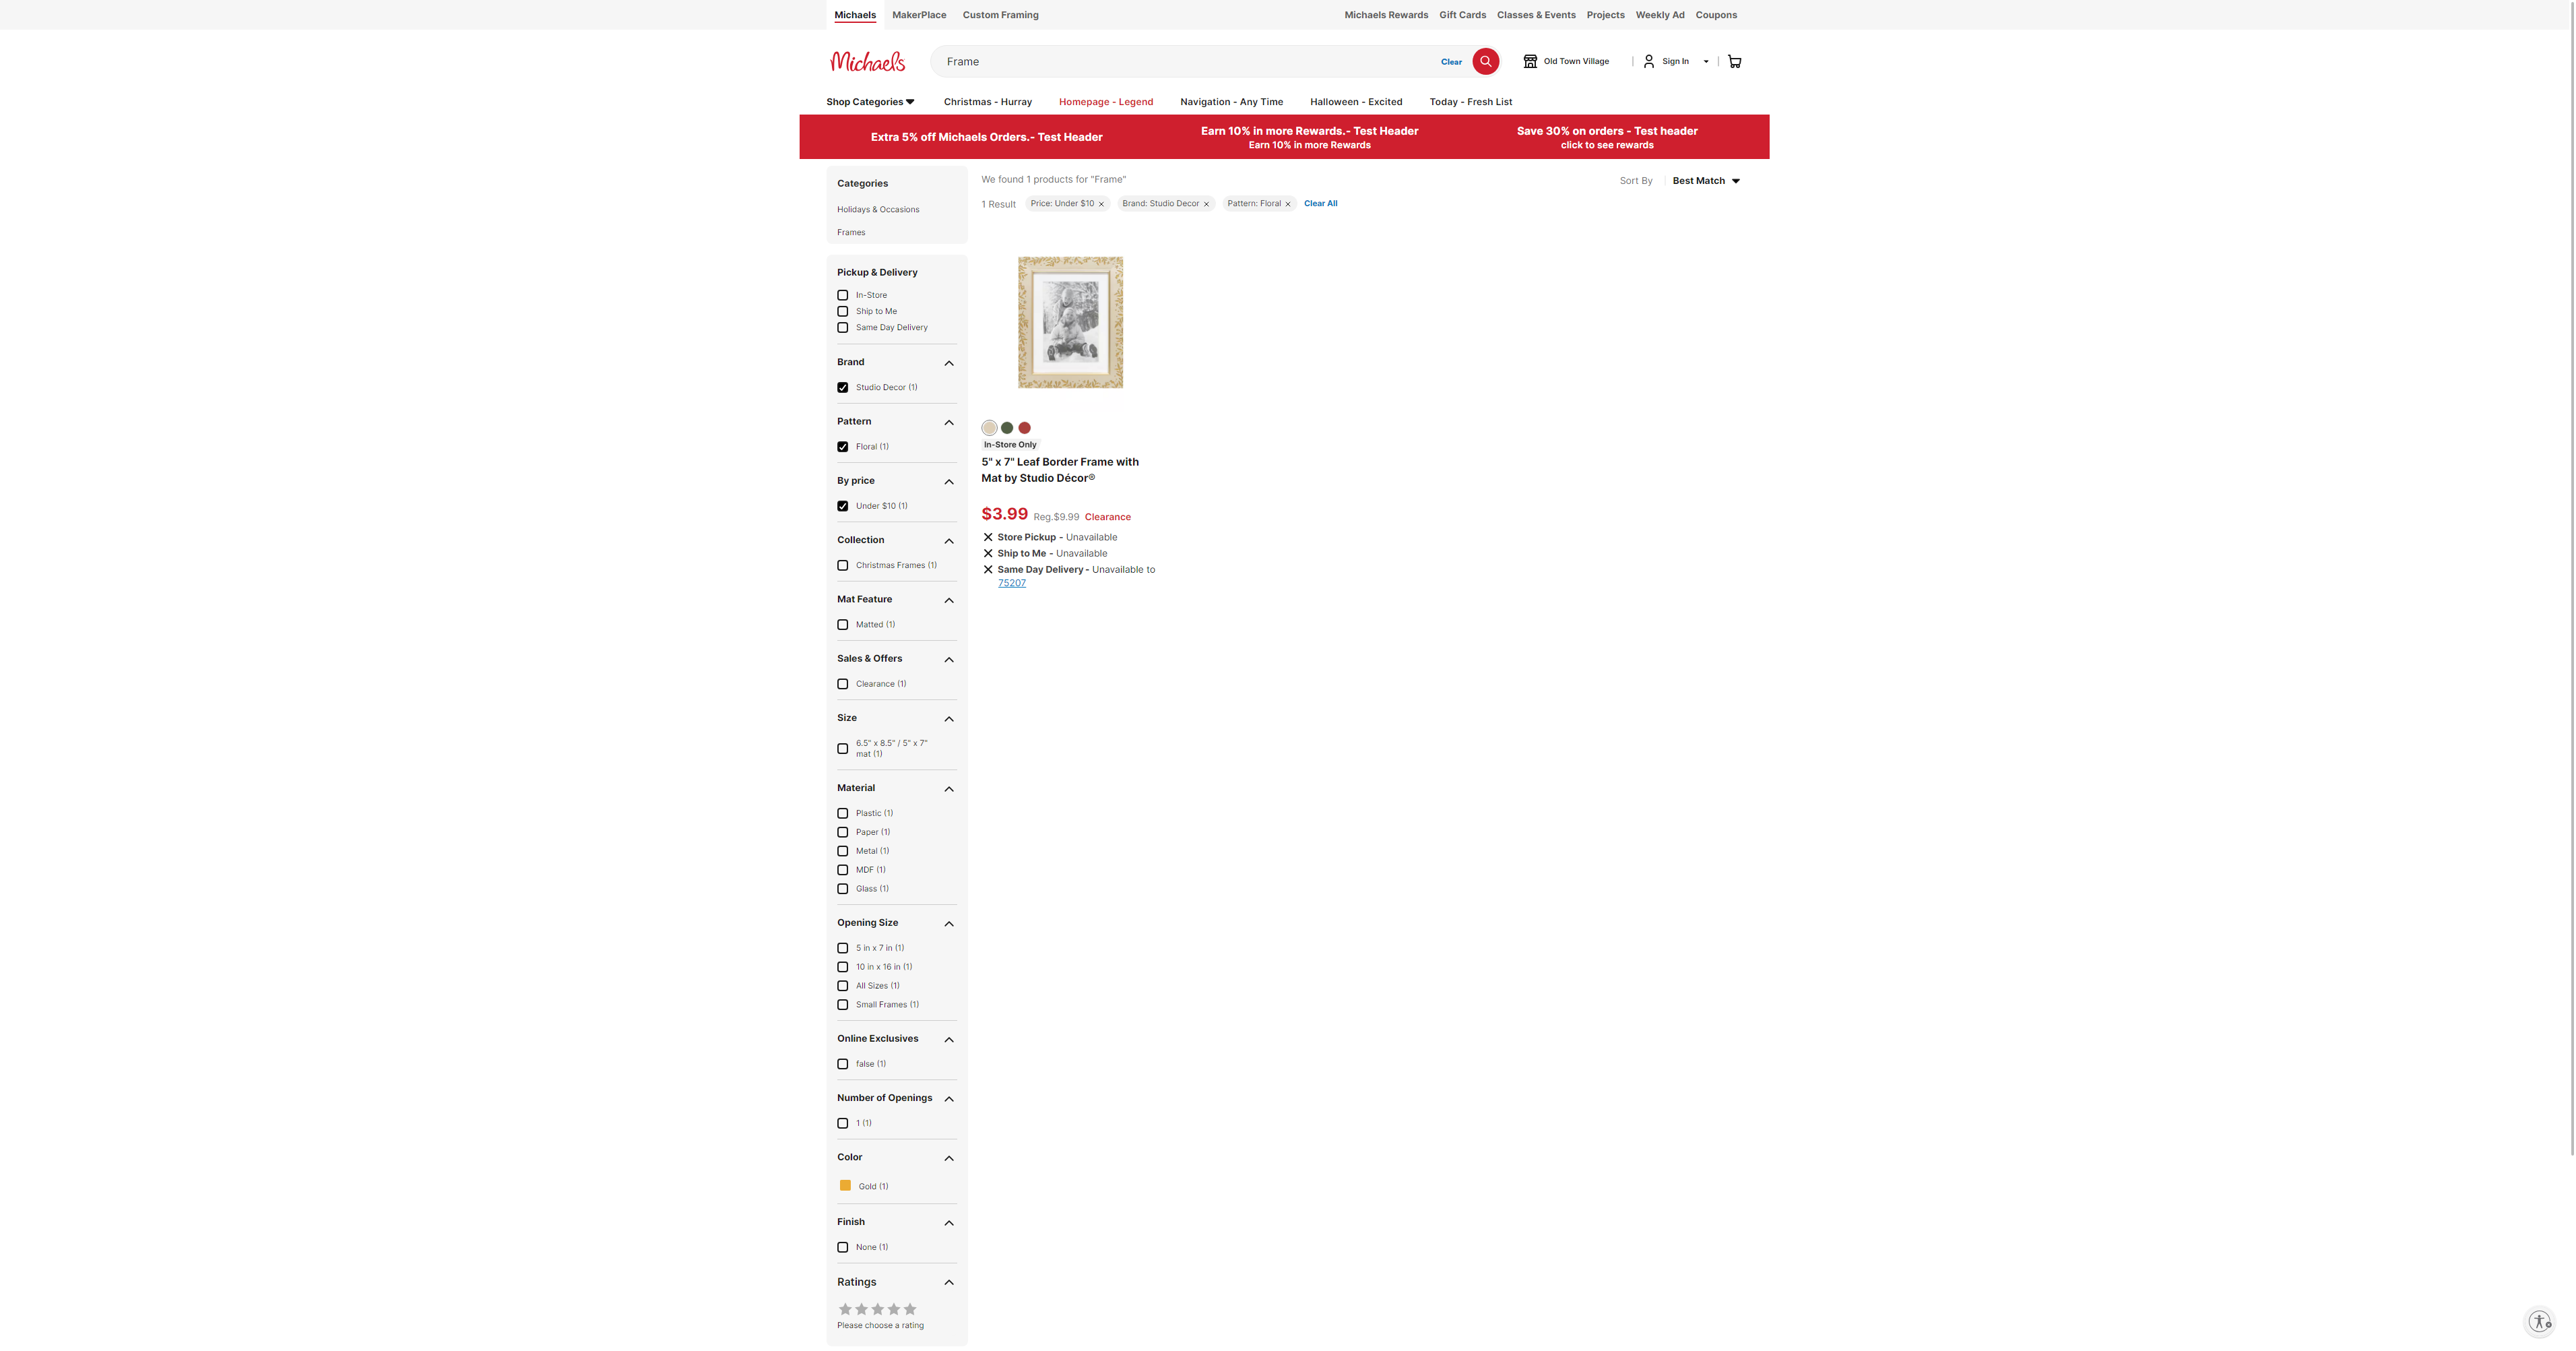 Michaels MakerPlace Custom Framing Michaels Rewards Gift Cards Classes & Events Projects Weekly Ad Coupons
Michaels Frame Clear Old Town Village Sign In
Shop Categories Christmas - Hurray Homepage - Legend Navigation - Any Time Halloween - Excited Today - Fresh List
Extra 5% off Michaels Orders.- Test Header
Earn 10% in more Rewards.- Test Header
Earn 10% in more Rewards
Save 30% on orders - Test header
click to see rewards
Categories
Holidays & Occasions
Frames
Pickup & Delivery
In-Store
Ship to Me
Same Day Delivery
Brand
Studio Decor (1)
Pattern
Floral (1)
By price
Under $10 (1)
Collection
Christmas Frames (1)
Mat Feature
Matted (1)
Sales & Offers
Clearance (1)
Size
6.5" x 8.5" / 5" x 7"
mat (1)
Material
Plastic (1)
Paper (1)
Metal (1)
MDF (1)
Glass (1)
Opening Size
5 in x 7 in (1)
10 in x 16 in (1)
All Sizes (1)
Small Frames (1)
Online Exclusives
false (1)
Number of Openings
1 (1)
Color
Gold (1)
Finish
None (1)
Ratings
Please choose a rating
We found 1 products for "Frame"
Sort By Best Match
1 Result Price: Under $10 Brand: Studio Decor Pattern: Floral Clear All
In-Store Only
5" x 7" Leaf Border Frame with
Mat by Studio Décor®
$3.99 Reg.$9.99 Clearance
Store Pickup - Unavailable
Ship to Me - Unavailable
Same Day Delivery - Unavailable to
75207